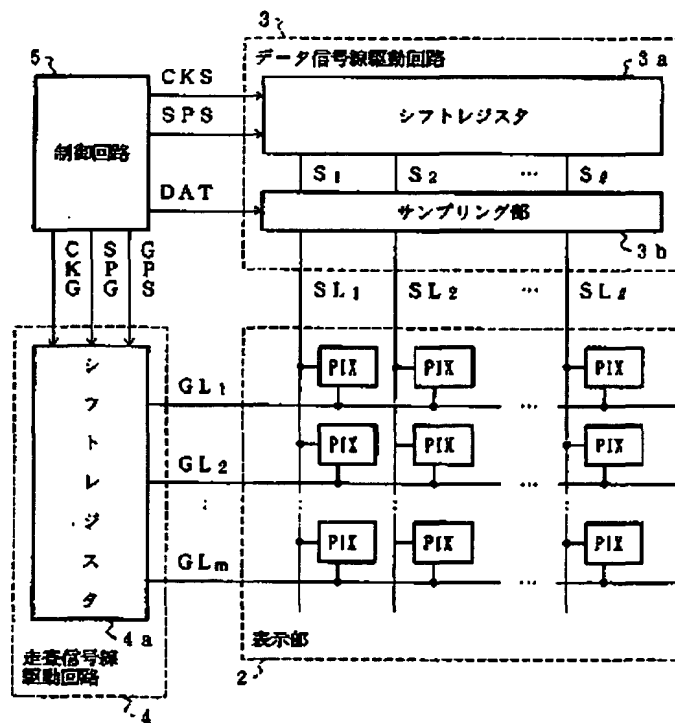 3
データ信号線駆動回路
3a
5
CKS
シフトレジスタ
SPS
制御回路
S1 S2 … Sℓ
DAT
サンプリング部
3b
CKG
SPG
GPS
SL1 SL2 … SLℓ
シフトレジスタ
PIX PIX PIX
GL1 …
PIX PIX PIX
GL2 …
PIX PIX PIX
GLm …
4a
走査信号線
駆動回路
表示部
2
4